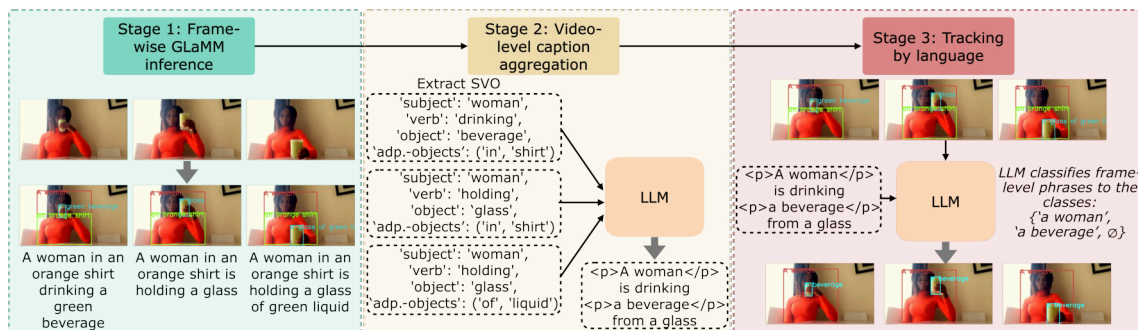 Stage 1: Frame-
wise GLaMM
inference
A woman in an
orange shirt
drinking a
green
beverage
A woman in an
orange shirt is
holding a glass
A woman in an
orange shirt is
holding a glass
of green liquid
Stage 2: Video-
level caption
aggregation
Extract SVO
'subject': 'woman',
'verb': 'drinking',
'object': 'beverage',
'adp.-objects': ('in', 'shirt')
'subject': 'woman',
'verb': 'holding',
'object': 'glass',
'adp.-objects': ('in', 'shirt')
'subject': 'woman',
'verb': 'holding',
'object': 'glass',
'adp.-objects': ('of', 'liquid')
LLM
<p>A woman</p>
is drinking
<p>a beverage</p>
from a glass
Stage 3: Tracking
by language
<p>A woman</p>
is drinking
<p>a beverage</p>
from a glass
LLM
LLM classifies frame-
level phrases to the
classes:
{'a woman',
'a beverage', ∅}